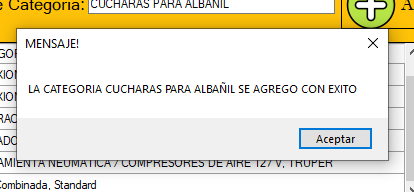 e Categoria: CUCHARAS PARA ALBAÑIL
A
MENSAJE!
LA CATEGORIA CUCHARAS PARA ALBAÑIL SE AGREGO CON EXITO
Aceptar
AMIENTA NEUMATICA / COMPRESORES DE AIRE 127 V, TRUPER
Combinada, Standard